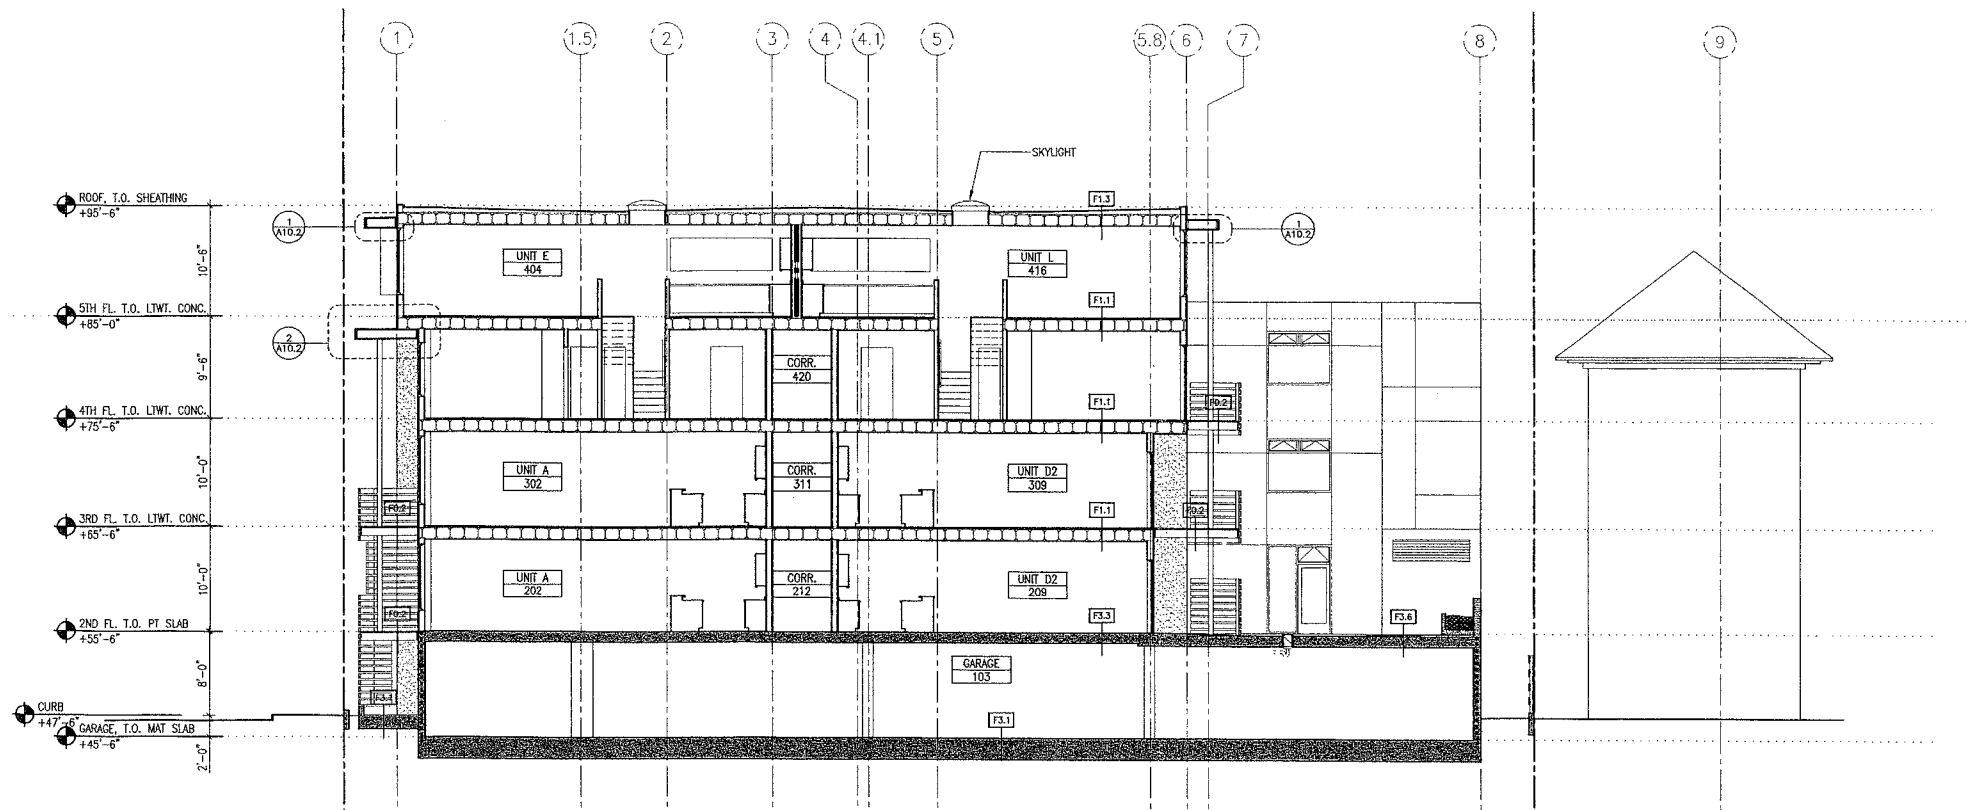 1 1.5 2 3 4 4.1 5 5.8 6 7 8 9
SKYLIGHT
ROOF, T.O. SHEATHING
+95'-6"
F1.3
1
A10.2
1
A10.2
10'-6"
UNIT E
404
UNIT L
416
5TH FL. T.O. LTWT. CONC.
+85'-0"
F1.1
2
A10.2
9'-6"
CORR.
420
4TH FL. T.O. LTWT. CONC.
+75'-6"
F1.1
F0.2
10'-0"
UNIT A
302
CORR.
311
UNIT D2
309
F0.2
F1.1
F0.2
3RD FL. T.O. LTWT. CONC.
+65'-6"
10'-0"
UNIT A
202
CORR.
212
UNIT D2
209
F0.2
F3.3
F3.6
2ND FL. T.O. PT SLAB
+55'-6"
8'-0"
GARAGE
103
F3.1
CURB
+47'-6"
F3.1
GARAGE, T.O. MAT SLAB
+45'-6"
2'-0"